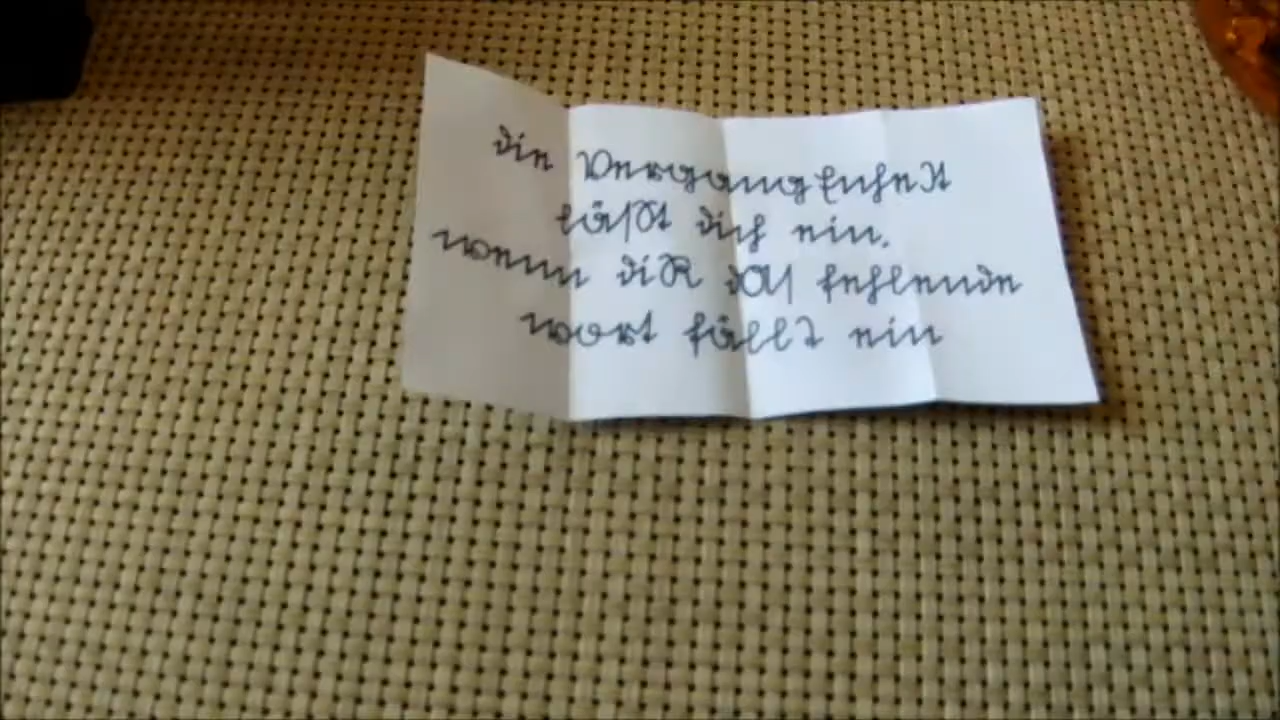 die Vergangenheit
läßt dich ein,
wenn dir das fehlende
wort fällt ein